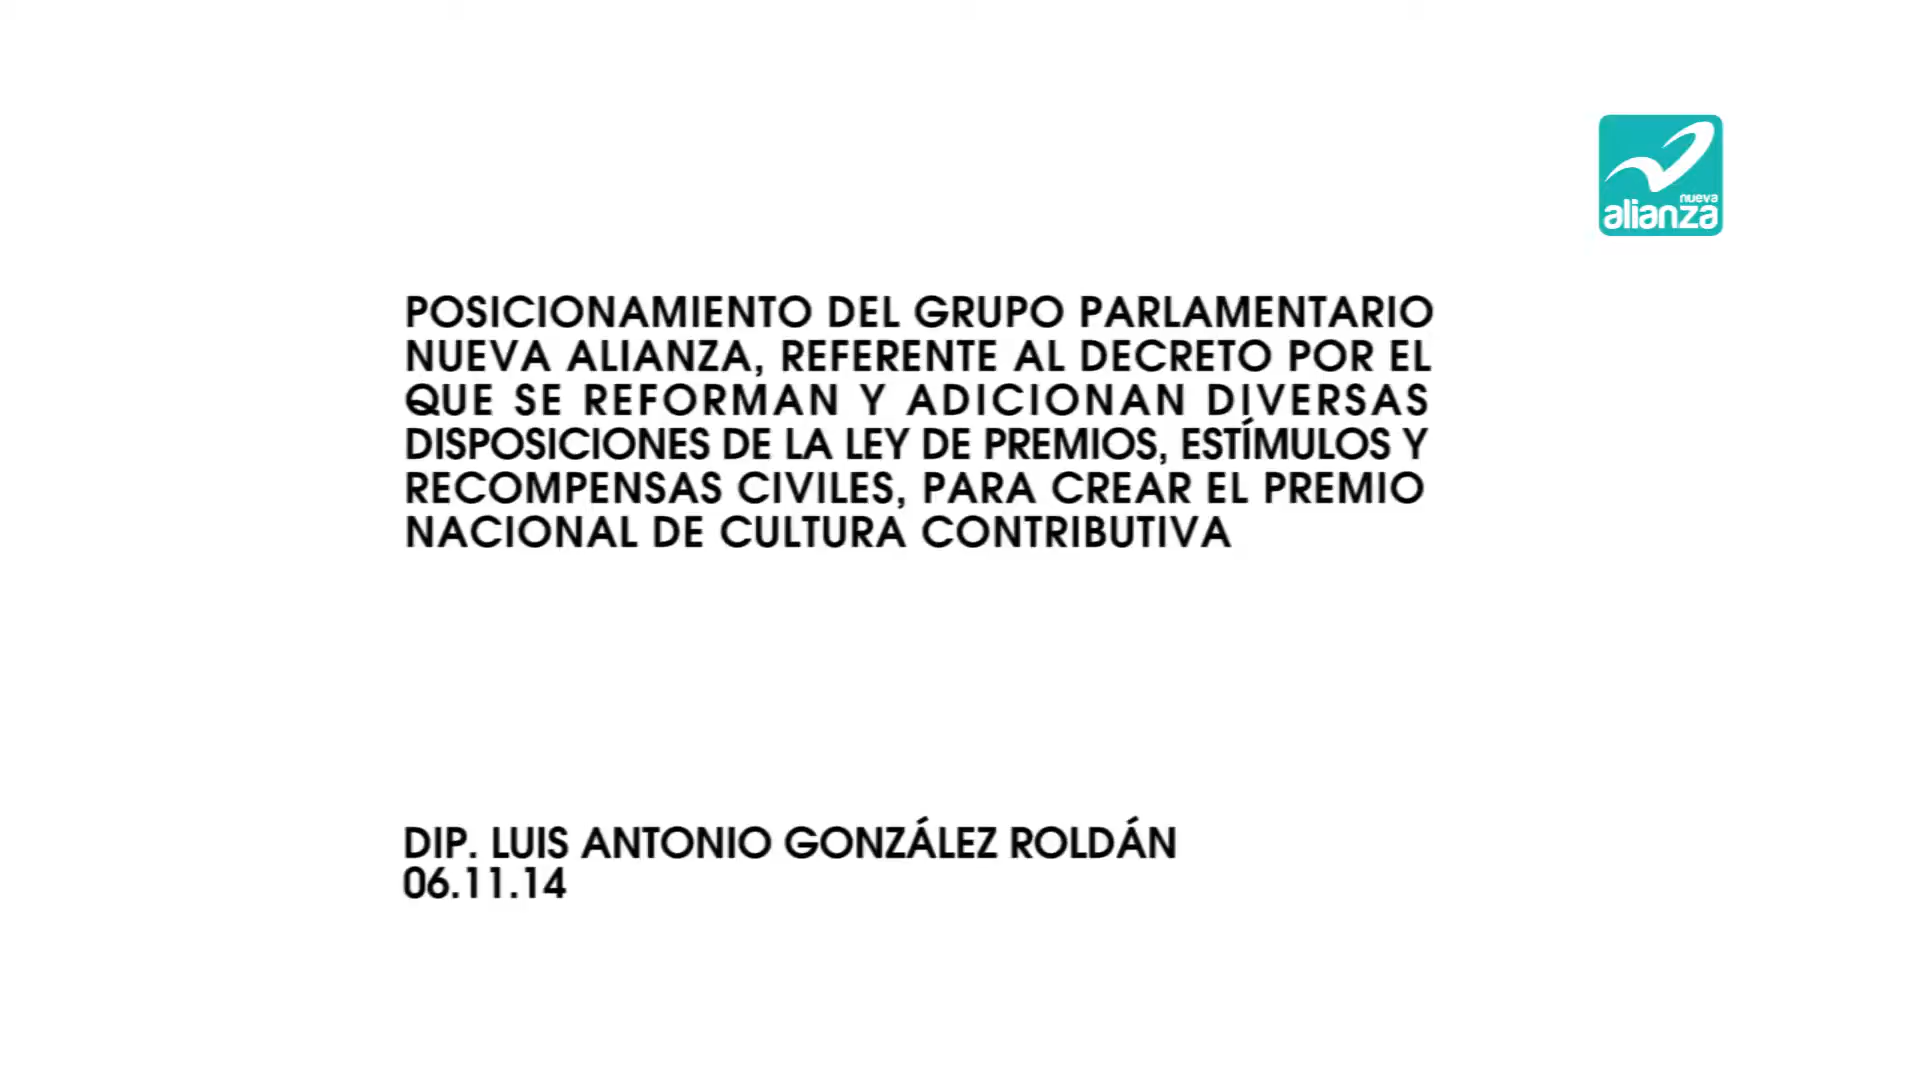 nueva
alianza
POSICIONAMIENTO DEL GRUPO PARLAMENTARIO
NUEVA ALIANZA, REFERENTE AL DECRETO POR EL
QUE SE REFORMAN Y ADICIONAN DIVERSAS
DISPOSICIONES DE LA LEY DE PREMIOS, ESTÍMULOS Y
RECOMPENSAS CIVILES, PARA CREAR EL PREMIO
NACIONAL DE CULTURA CONTRIBUTIVA
DIP. LUIS ANTONIO GONZÁLEZ ROLDÁN
06.11.14